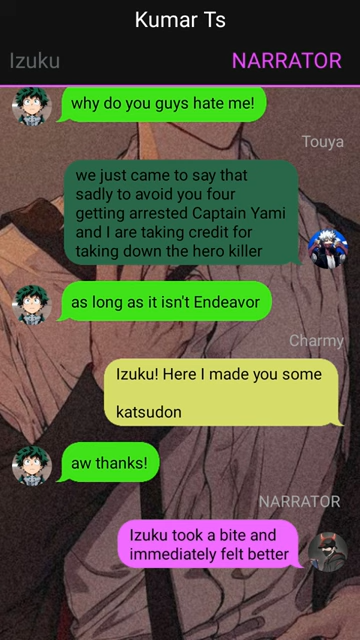 Kumar Ts
Izuku
NARRATOR
why do you guys hate me!
Touya
we just came to say that
sadly to avoid you four
getting arrested Captain Yami
and I are taking credit for
taking down the hero killer
as long as it isn't Endeavor
Charmy
Izuku! Here I made you some
katsudon
aw thanks!
NARRATOR
Izuku took a bite and
immediately felt better